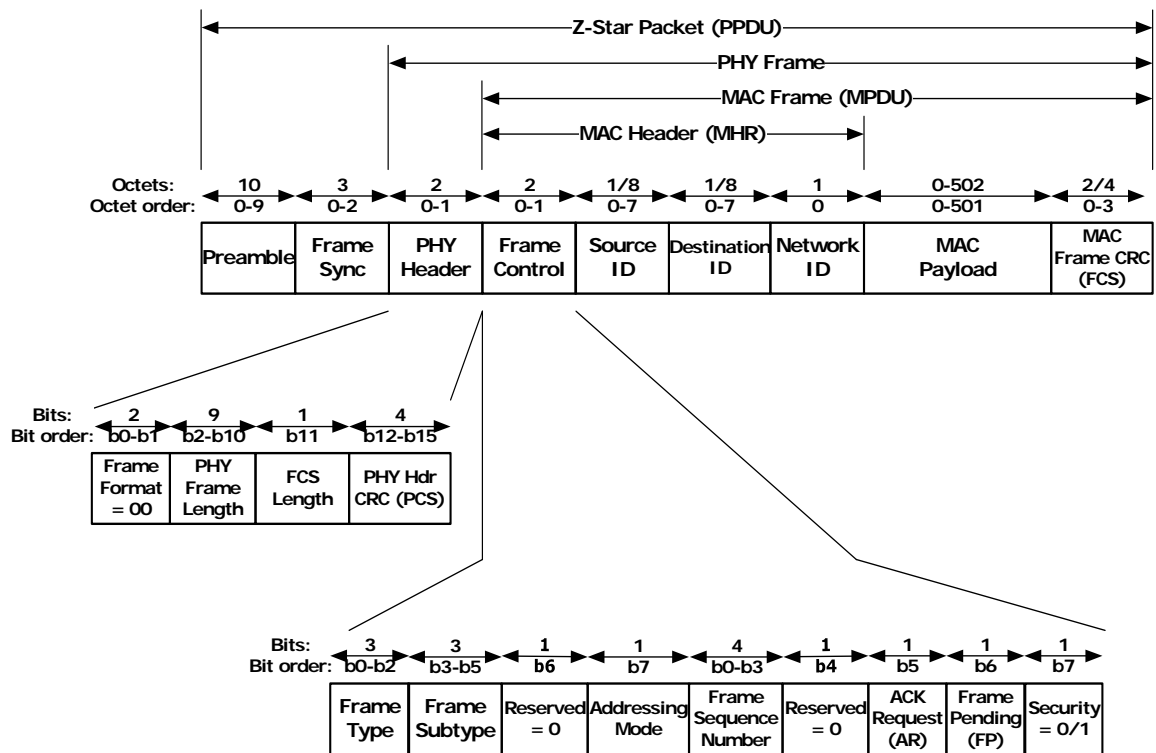 Z-Star Packet (PPDU)
PHY Frame
MAC Frame (MPDU)
MAC Header (MHR)
Octets: 10 3 2 2 1/8 1/8 1 0-502 2/4
Octet order: 0-9 0-2 0-1 0-1 0-7 0-7 0 0-501 0-3
Preamble
Frame
Sync
PHY
Header
Frame
Control
Source
ID
Destination
ID
Network
ID
MAC
Payload
MAC
Frame CRC
(FCS)
Bits: 2 9 1 4
Bit order: b0-b1 b2-b10 b11 b12-b15
Frame
Format
= 00
PHY
Frame
Length
FCS
Length
PHY Hdr
CRC (PCS)
Bits: 3 3 1 1 4 1 1 1 1
Bit order: b0-b2 b3-b5 b6 b7 b0-b3 b4 b5 b6 b7
Frame
Type
Frame
Subtype
Reserved
= 0
Addressing
Mode
Frame
Sequence
Number
Reserved
= 0
ACK
Request
(AR)
Frame
Pending
(FP)
Security
= 0/1